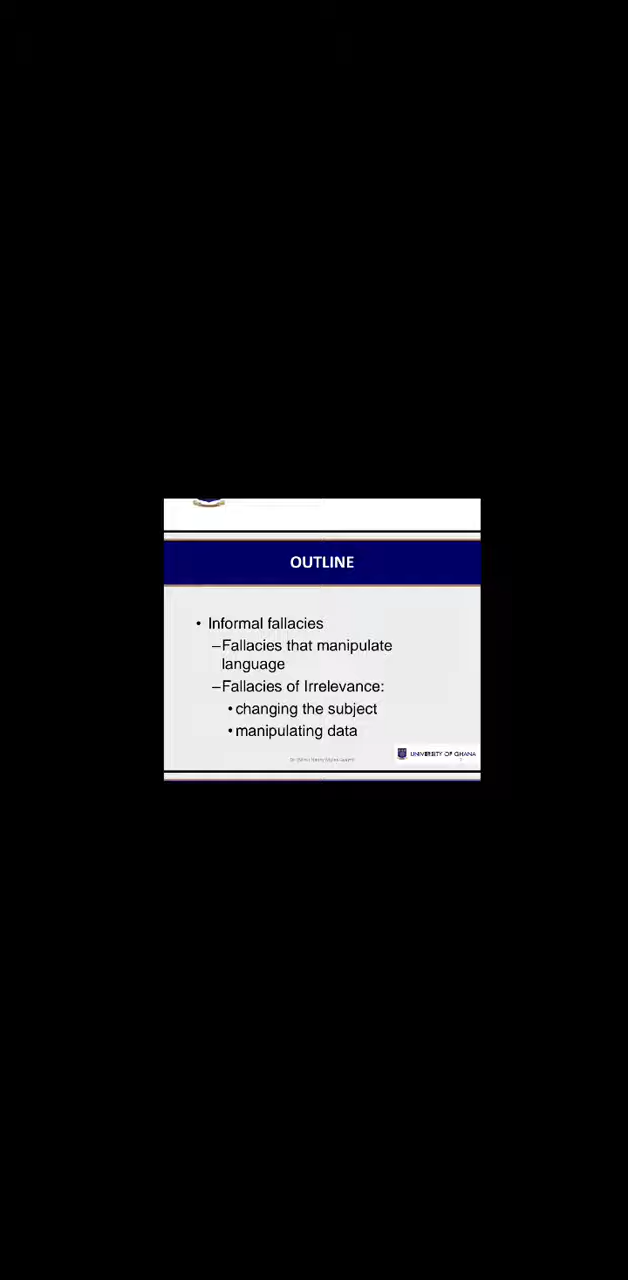 OUTLINE
• Informal fallacies
–Fallacies that manipulate
language
–Fallacies of Irrelevance:
• changing the subject
• manipulating data
UNIVERSITY OF GHANA